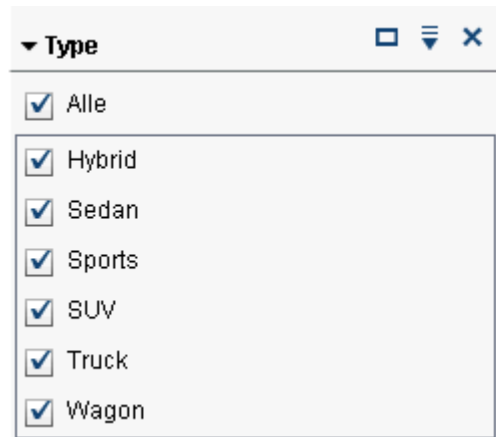 Type
Alle
Hybrid
Sedan
Sports
SUV
Truck
Wagon